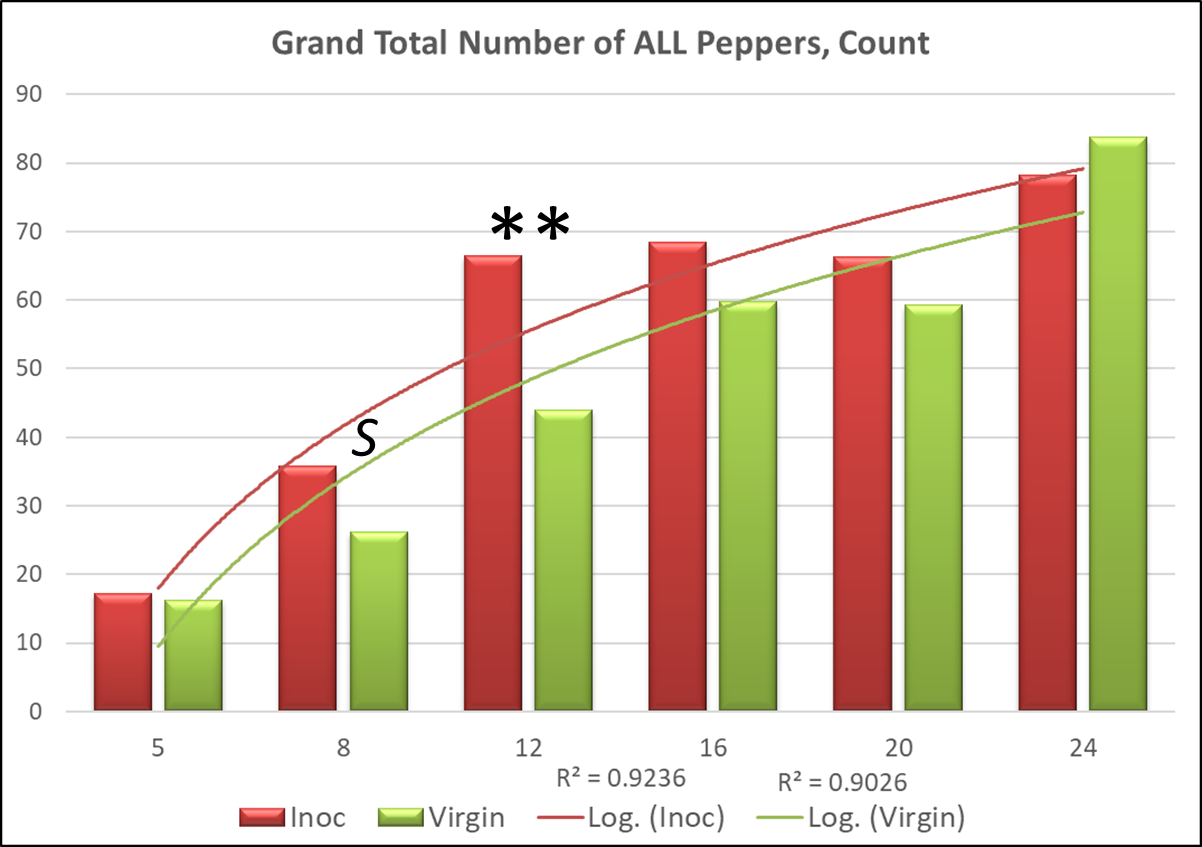 Grand Total Number of ALL Peppers, Count
90
80
70
60
50
40
30
20
10
0
**
S
5 8 12 16 20 24
R² = 0.9236 R² = 0.9026
Inoc Virgin Log. (Inoc) Log. (Virgin)